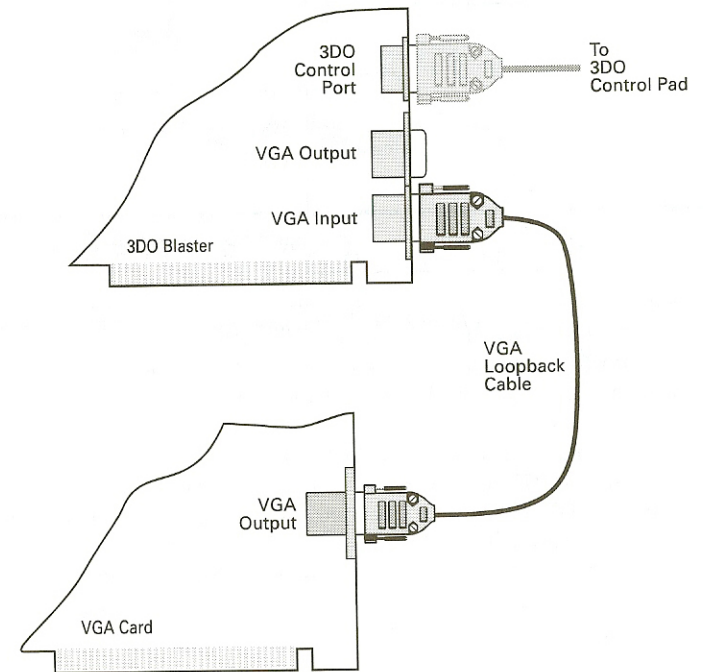 3DO
Control
Port
To
3DO
Control Pad
VGA Output
VGA Input
3DO Blaster
VGA
Loopback
Cable
VGA
Output
VGA Card